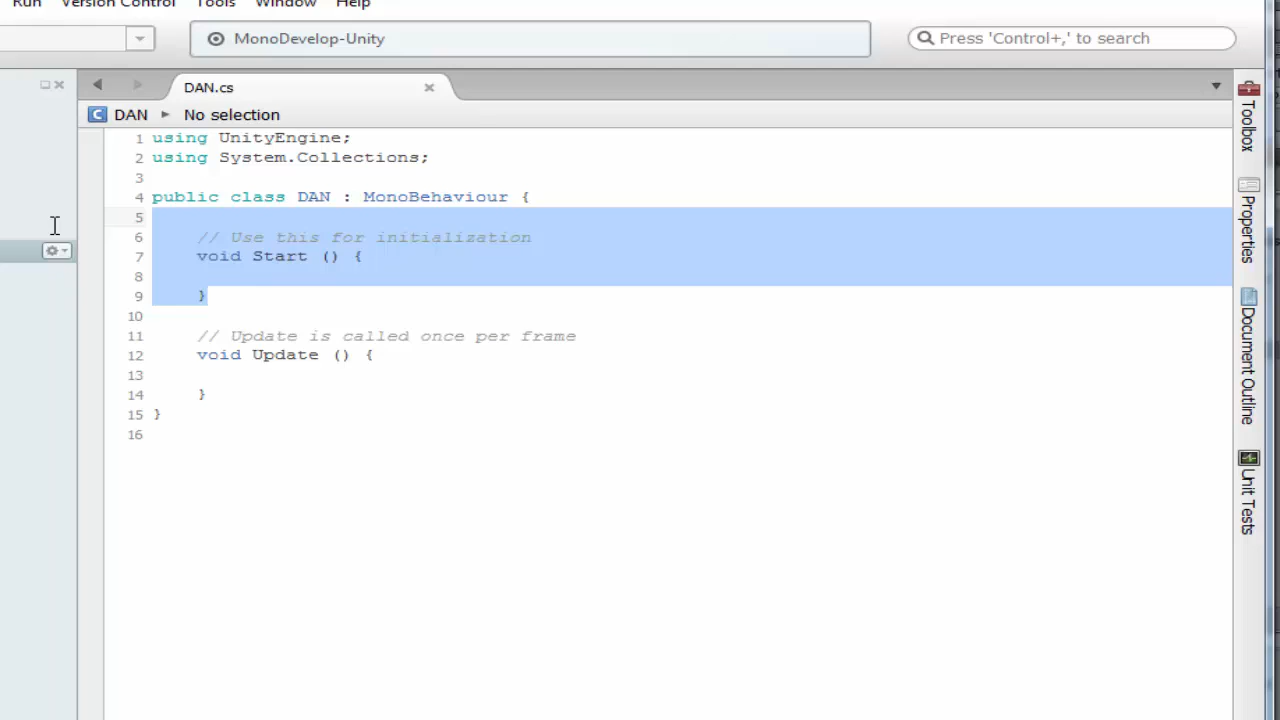 Run Version Control Tools Window Help
MonoDevelop-Unity
Press 'Control+,' to search
DAN.cs
DAN No selection
1 using UnityEngine;
2 using System.Collections;
3
4 public class DAN : MonoBehaviour {
5
6 // Use this for initialization
7 void Start () {
8
9 }
10
11 // Update is called once per frame
12 void Update () {
13
14 }
15 }
16
Toolbox
Properties
Document Outline
Unit Tests